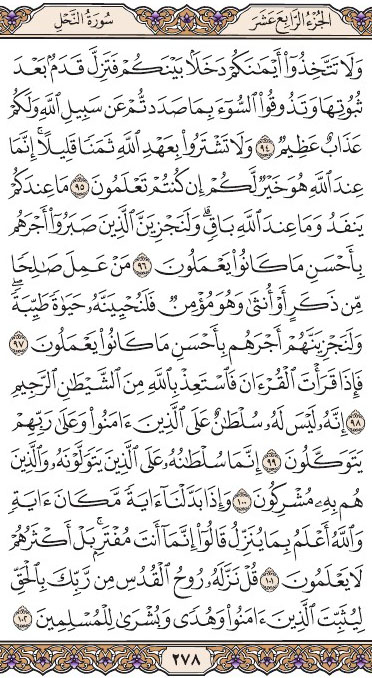 سُورَةُ النَّحْلِ الجُزْءُ الرَّابِعَ عَشَرَ
وَلَا تَتَّخِذُوٓا۟ أَيْمَٰنَكُمْ دَخَلًۢا بَيْنَكُمْ فَتَزِلَّ قَدَمٌۢ بَعْدَ
ثُبُوتِهَا وَتَذُوقُوا۟ ٱلسُّوٓءَ بِمَا صَدَدتُّمْ عَن سَبِيلِ ٱللَّهِ وَلَكُمْ
عَذَابٌ عَظِيمٌ ٩٤ وَلَا تَشْتَرُوا۟ بِعَهْدِ ٱللَّهِ ثَمَنًا قَلِيلًا ۚ إِنَّمَا
عِندَ ٱللَّهِ هُوَ خَيْرٌ لَّكُمْ إِن كُنتُمْ تَعْلَمُونَ ٩٥ مَا عِندَكُمْ
يَنفَدُ وَمَا عِندَ ٱللَّهِ بَاقٍ ۗ وَلَنَجْزِيَنَّ ٱلَّذِينَ صَبَرُوٓا۟ أَجْرَهُم
بِأَحْسَنِ مَا كَانُوا۟ يَعْمَلُونَ ٩٦ مَنْ عَمِلَ صَٰلِحًا
مِّن ذَكَرٍ أَوْ أُنثَىٰ وَهُوَ مُؤْمِنٌ فَلَنُحْيِيَنَّهُۥ حَيَوٰةً طَيِّبَةً ۖ
وَلَنَجْزِيَنَّهُمْ أَجْرَهُم بِأَحْسَنِ مَا كَانُوا۟ يَعْمَلُونَ ٩٧
فَإِذَا قَرَأْتَ ٱلْقُرْءَانَ فَٱسْتَعِذْ بِٱللَّهِ مِنَ ٱلشَّيْطَٰنِ ٱلرَّجِيمِ
٩٨ إِنَّهُۥ لَيْسَ لَهُۥ سُلْطَٰنٌ عَلَى ٱلَّذِينَ ءَامَنُوا۟ وَعَلَىٰ رَبِّهِمْ
يَتَوَكَّلُونَ ٩٩ إِنَّمَا سُلْطَٰنُهُۥ عَلَى ٱلَّذِينَ يَتَوَلَّوْنَهُۥ وَٱلَّذِينَ
هُم بِهِۦ مُشْرِكُونَ ١٠٠ وَإِذَا بَدَّلْنَآ ءَايَةً مَّكَانَ ءَايَةٍ ۙ
وَٱللَّهُ أَعْلَمُ بِمَا يُنَزِّلُ قَالُوٓا۟ إِنَّمَآ أَنتَ مُفْتَرٍۭ ۚ بَلْ أَكْثَرُهُمْ
لَا يَعْلَمُونَ ١٠١ قُلْ نَزَّلَهُۥ رُوحُ ٱلْقُدُسِ مِن رَّبِّكَ بِٱلْحَقِّ
لِيُثَبِّتَ ٱلَّذِينَ ءَامَنُوا۟ وَهُدًى وَبُشْرَىٰ لِلْمُسْلِمِينَ ١٠٢
٢٧٨